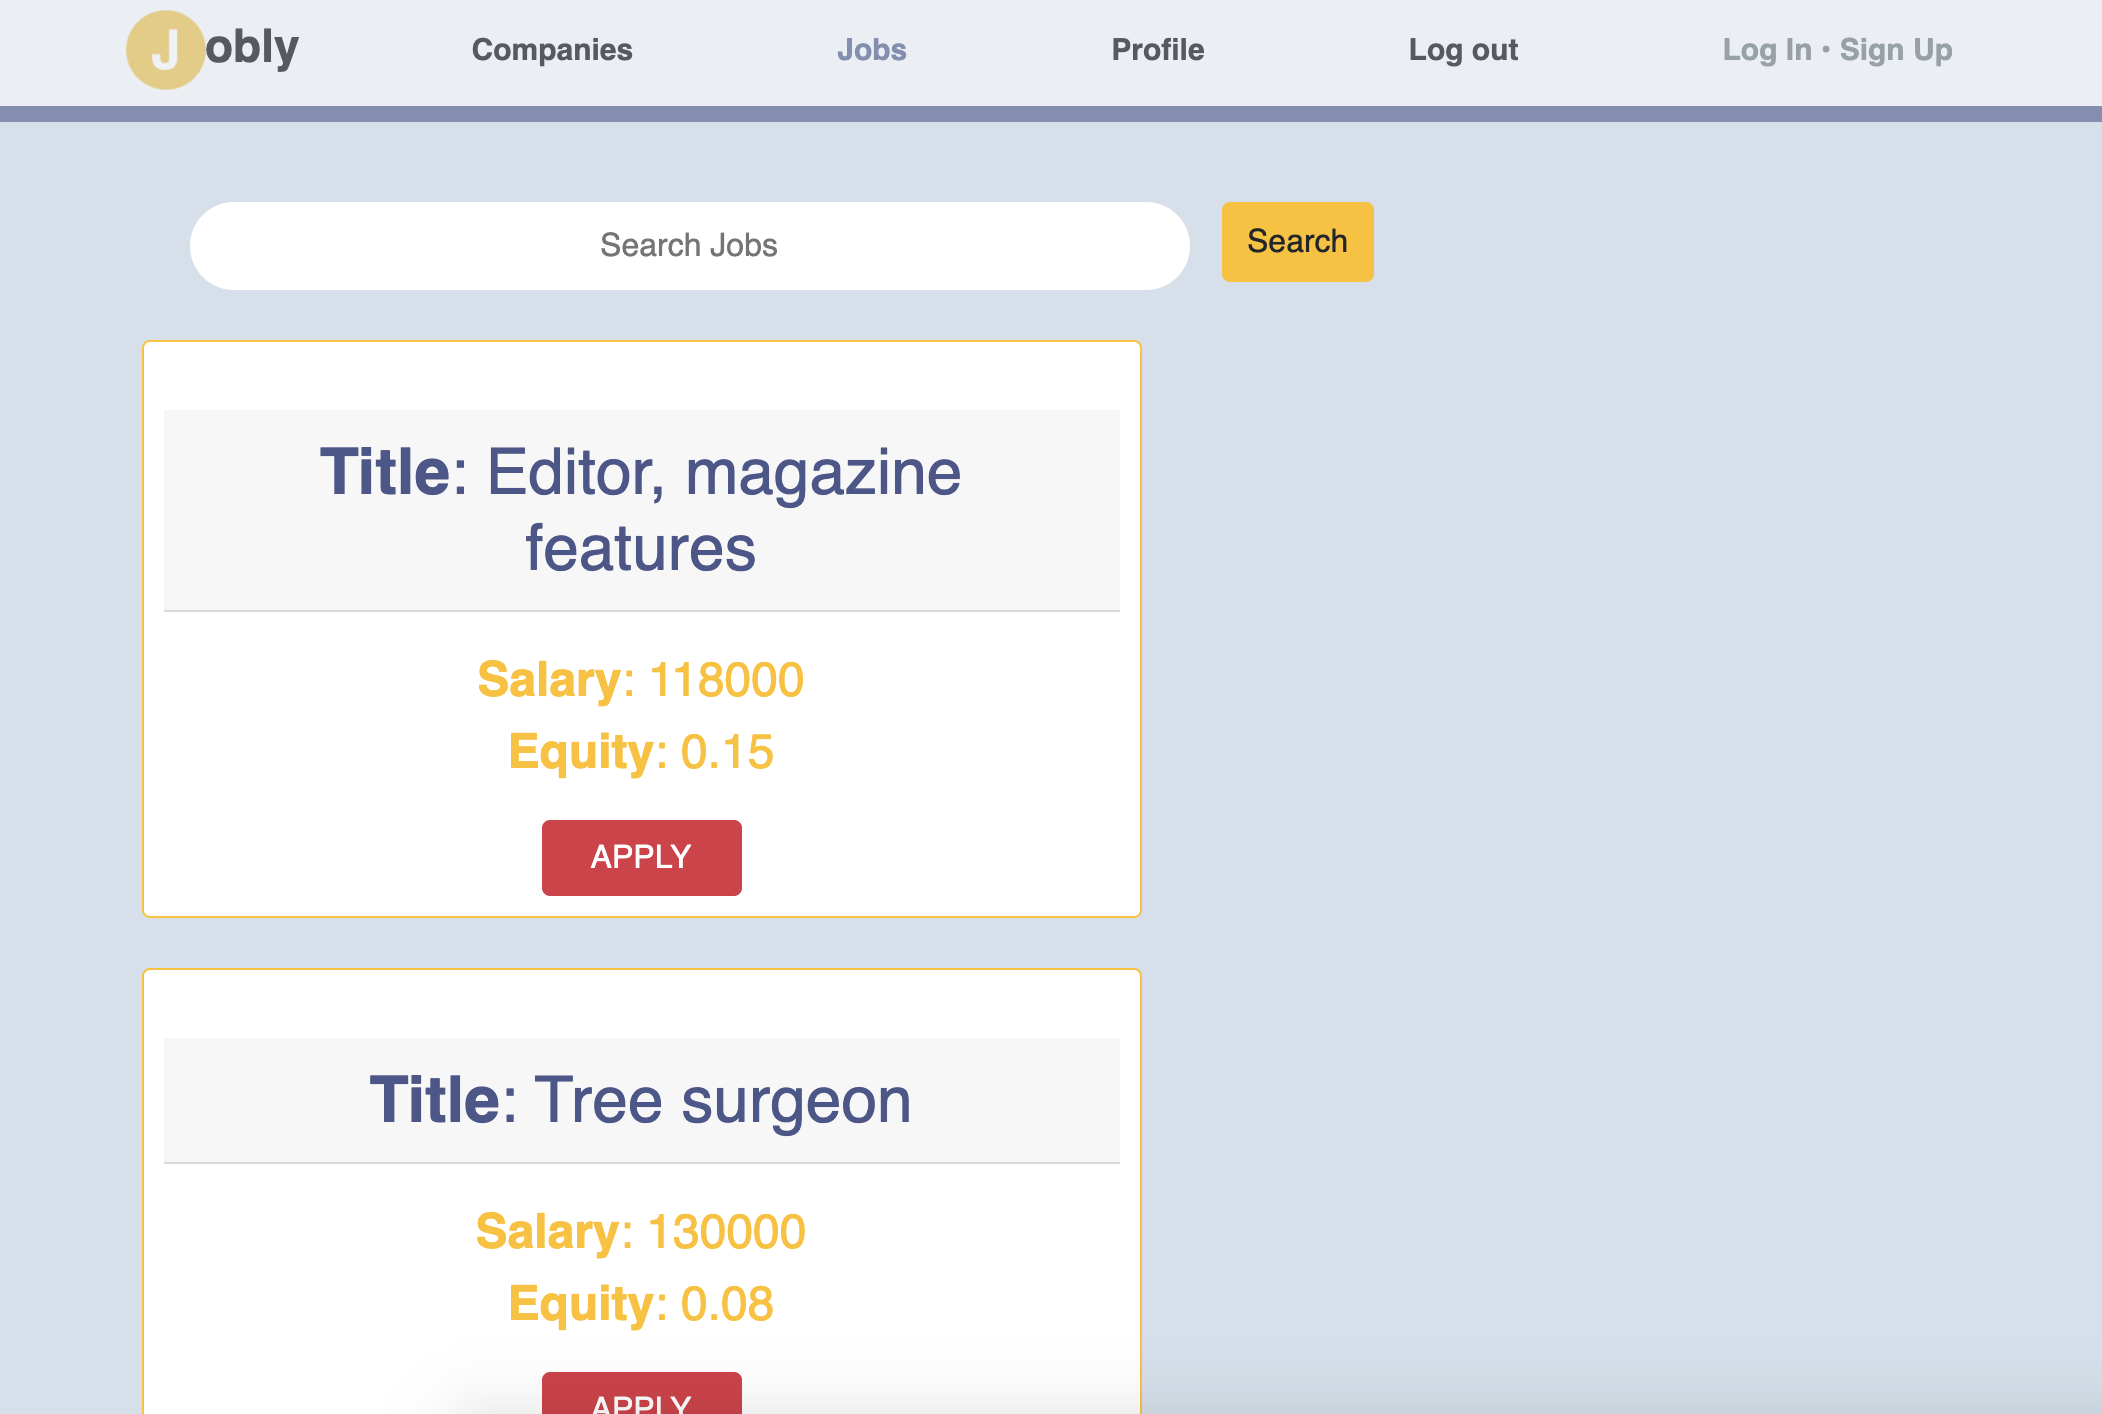 Jobly Companies Jobs Profile Log out Log In • Sign Up
Search Jobs Search
Title: Editor, magazine
features
Salary: 118000
Equity: 0.15
APPLY
Title: Tree surgeon
Salary: 130000
Equity: 0.08
APPLY